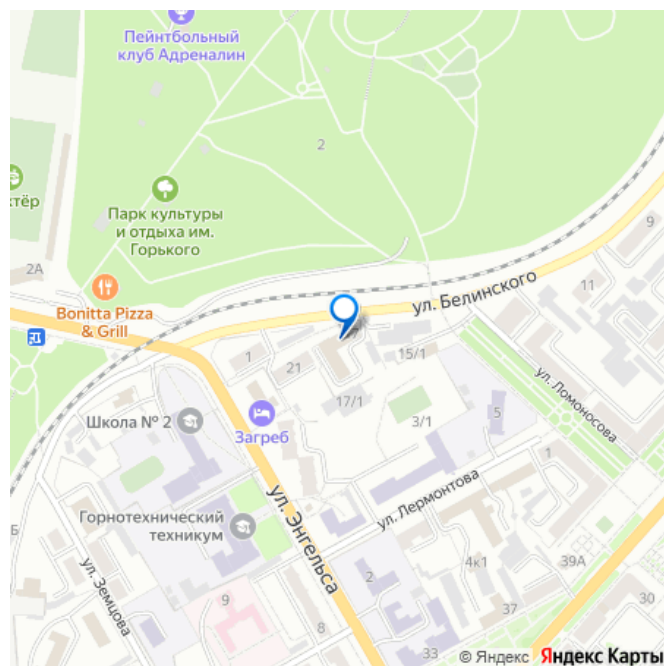 Пейнтбольный
клуб Адреналин
2
ктёр
Парк культуры
и отдыха им.
Горького
9
2А
11
Bonitta Pizza
& Grill
ул. Белинского
1
21
15/1
ул. Ломоносова
17/1
3/1
5
Школа № 2
Загреб
1
ул. Энгельса
ул. Лермонтова
Горнотехнический
техникум
Б
ул. Земцова
2
4к1
39А
9
37
30
8
33
© Яндекс Яндекс Карты